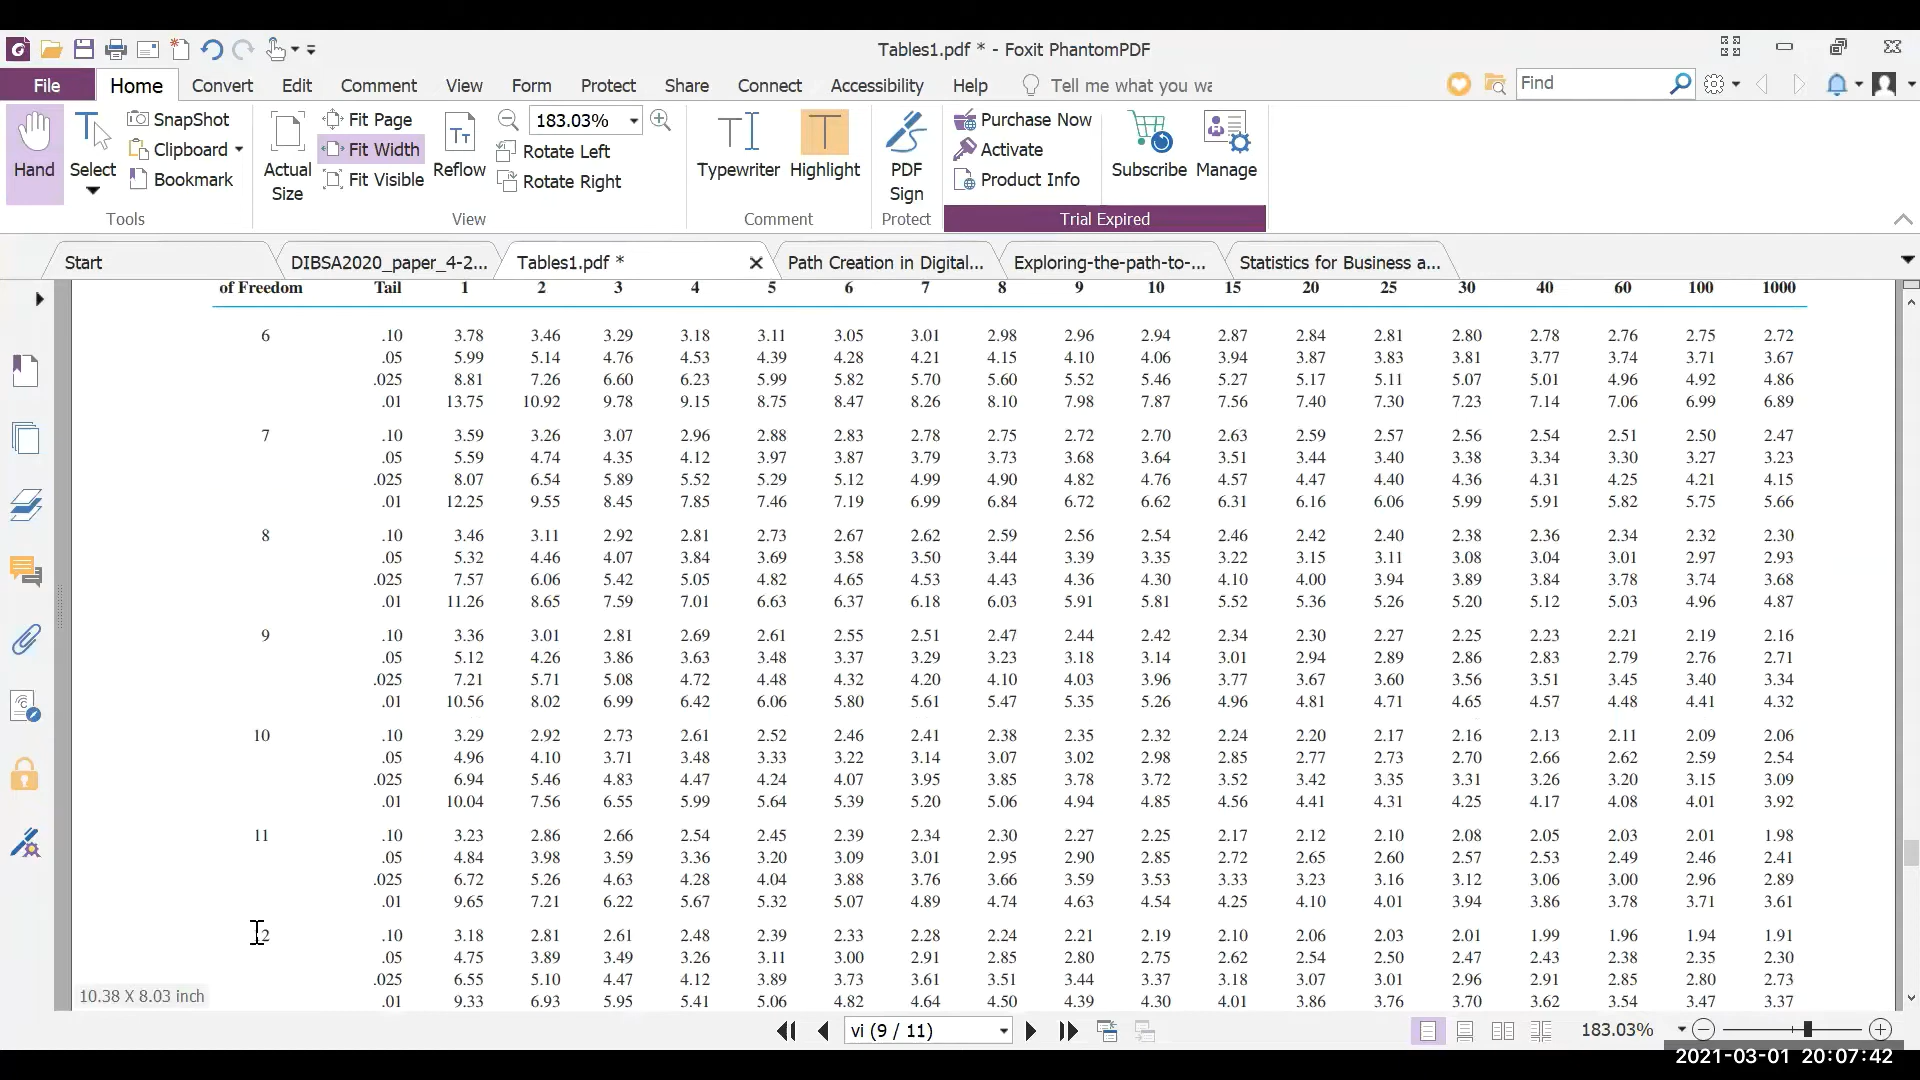 Tables1.pdf * - Foxit PhantomPDF
File Home Convert Edit Comment View Form Protect Share Connect Accessibility Help Tell me what you wa Find
Hand Select SnapShot Clipboard Bookmark
Tools
Actual Size Fit Page Fit Width Fit Visible Reflow 183.03% Rotate Left Rotate Right
View
Typewriter Highlight
Comment
PDF Sign
Protect
Purchase Now Activate Product Info
Subscribe Manage
Trial Expired
Start DIBSA2020_paper_4-2... Tables1.pdf * Path Creation in Digital... Exploring-the-path-to-... Statistics for Business a...
of Freedom Tail 1 2 3 4 5 6 7 8 9 10 15 20 25 30 40 60 100 1000
6 .10 3.78 3.46 3.29 3.18 3.11 3.05 3.01 2.98 2.96 2.94 2.87 2.84 2.81 2.80 2.78 2.76 2.75 2.72
.05 5.99 5.14 4.76 4.53 4.39 4.28 4.21 4.15 4.10 4.06 3.94 3.87 3.83 3.81 3.77 3.74 3.71 3.67
.025 8.81 7.26 6.60 6.23 5.99 5.82 5.70 5.60 5.52 5.46 5.27 5.17 5.11 5.07 5.01 4.96 4.92 4.86
.01 13.75 10.92 9.78 9.15 8.75 8.47 8.26 8.10 7.98 7.87 7.56 7.40 7.30 7.23 7.14 7.06 6.99 6.89
7 .10 3.59 3.26 3.07 2.96 2.88 2.83 2.78 2.75 2.72 2.70 2.63 2.59 2.57 2.56 2.54 2.51 2.50 2.47
.05 5.59 4.74 4.35 4.12 3.97 3.87 3.79 3.73 3.68 3.64 3.51 3.44 3.40 3.38 3.34 3.30 3.27 3.23
.025 8.07 6.54 5.89 5.52 5.29 5.12 4.99 4.90 4.82 4.76 4.57 4.47 4.40 4.36 4.31 4.25 4.21 4.15
.01 12.25 9.55 8.45 7.85 7.46 7.19 6.99 6.84 6.72 6.62 6.31 6.16 6.06 5.99 5.91 5.82 5.75 5.66
8 .10 3.46 3.11 2.92 2.81 2.73 2.67 2.62 2.59 2.56 2.54 2.46 2.42 2.40 2.38 2.36 2.34 2.32 2.30
.05 5.32 4.46 4.07 3.84 3.69 3.58 3.50 3.44 3.39 3.35 3.22 3.15 3.11 3.08 3.04 3.01 2.97 2.93
.025 7.57 6.06 5.42 5.05 4.82 4.65 4.53 4.43 4.36 4.30 4.10 4.00 3.94 3.89 3.84 3.78 3.74 3.68
.01 11.26 8.65 7.59 7.01 6.63 6.37 6.18 6.03 5.91 5.81 5.52 5.36 5.26 5.20 5.12 5.03 4.96 4.87
9 .10 3.36 3.01 2.81 2.69 2.61 2.55 2.51 2.47 2.44 2.42 2.34 2.30 2.27 2.25 2.23 2.21 2.19 2.16
.05 5.12 4.26 3.86 3.63 3.48 3.37 3.29 3.23 3.18 3.14 3.01 2.94 2.89 2.86 2.83 2.79 2.76 2.71
.025 7.21 5.71 5.08 4.72 4.48 4.32 4.20 4.10 4.03 3.96 3.77 3.67 3.60 3.56 3.51 3.45 3.40 3.34
.01 10.56 8.02 6.99 6.42 6.06 5.80 5.61 5.47 5.35 5.26 4.96 4.81 4.71 4.65 4.57 4.48 4.41 4.32
10 .10 3.29 2.92 2.73 2.61 2.52 2.46 2.41 2.38 2.35 2.32 2.24 2.20 2.17 2.16 2.13 2.11 2.09 2.06
.05 4.96 4.10 3.71 3.48 3.33 3.22 3.14 3.07 3.02 2.98 2.85 2.77 2.73 2.70 2.66 2.62 2.59 2.54
.025 6.94 5.46 4.83 4.47 4.24 4.07 3.95 3.85 3.78 3.72 3.52 3.42 3.35 3.31 3.26 3.20 3.15 3.09
.01 10.04 7.56 6.55 5.99 5.64 5.39 5.20 5.06 4.94 4.85 4.56 4.41 4.31 4.25 4.17 4.08 4.01 3.92
11 .10 3.23 2.86 2.66 2.54 2.45 2.39 2.34 2.30 2.27 2.25 2.17 2.12 2.10 2.08 2.05 2.03 2.01 1.98
.05 4.84 3.98 3.59 3.36 3.20 3.09 3.01 2.95 2.90 2.85 2.72 2.65 2.60 2.57 2.53 2.49 2.46 2.41
.025 6.72 5.26 4.63 4.28 4.04 3.88 3.76 3.66 3.59 3.53 3.33 3.23 3.16 3.12 3.06 3.00 2.96 2.89
.01 9.65 7.21 6.22 5.67 5.32 5.07 4.89 4.74 4.63 4.54 4.25 4.10 4.01 3.94 3.86 3.78 3.71 3.61
12 .10 3.18 2.81 2.61 2.48 2.39 2.33 2.28 2.24 2.21 2.19 2.10 2.06 2.03 2.01 1.99 1.96 1.94 1.91
.05 4.75 3.89 3.49 3.26 3.11 3.00 2.91 2.85 2.80 2.75 2.62 2.54 2.50 2.47 2.43 2.38 2.35 2.30
.025 6.55 5.10 4.47 4.12 3.89 3.73 3.61 3.51 3.44 3.37 3.18 3.07 3.01 2.96 2.91 2.85 2.80 2.73
.01 9.33 6.93 5.95 5.41 5.06 4.82 4.64 4.50 4.39 4.30 4.01 3.86 3.76 3.70 3.62 3.54 3.47 3.37
10.38 X 8.03 inch
vi (9 / 11) 183.03%
2021-03-01 20:07:42